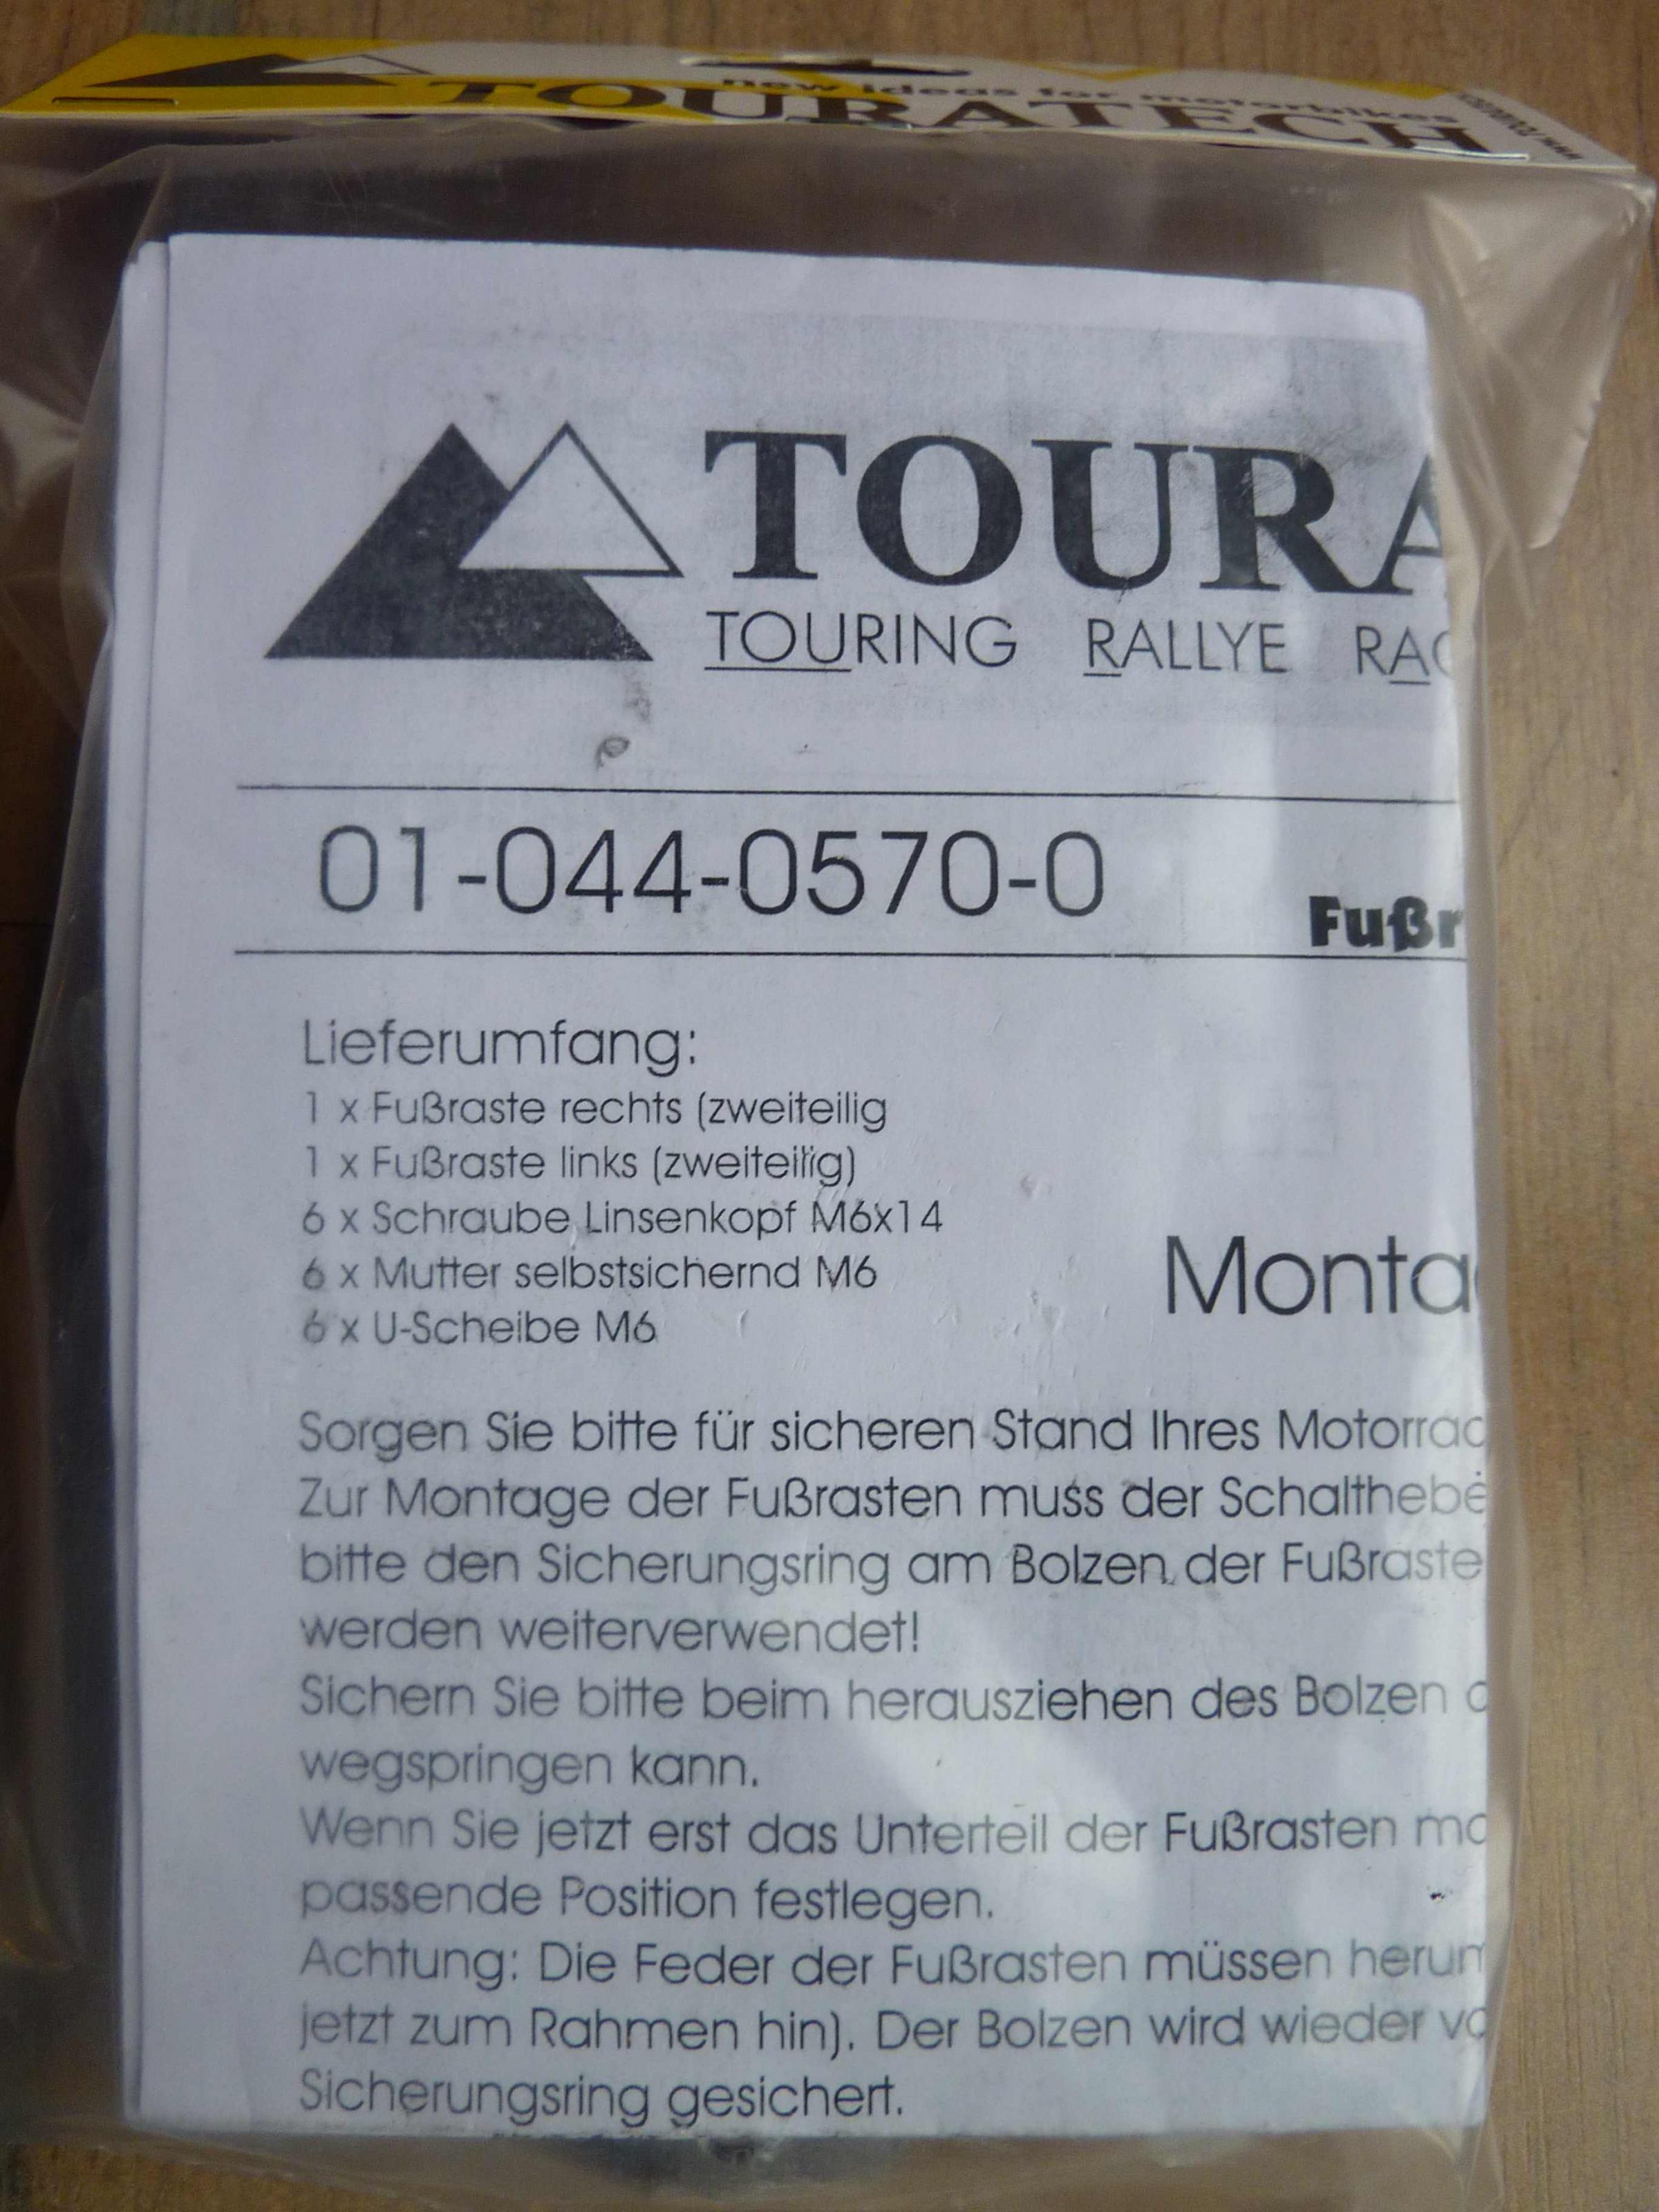 new ideas for motorbikes
TOURATECH
TOURA
TOURING RALLYE RAC
01-044-0570-0
Fußr
Lieferumfang:
1 x Fußraste rechts (zweiteilig
1 x Fußraste links (zweiteilig)
6 x Schraube Linsenkopf M6x14
6 x Mutter selbstsichernd M6
6 x U-Scheibe M6
Monta
Sorgen Sie bitte für sicheren Stand Ihres Motorrad
Zur Montage der Fußrasten muss der Schalthebe
bitte den Sicherungsring am Bolzen der Fußraste
werden weiterverwendet!
Sichern Sie bitte beim herausziehen des Bolzen
wegspringen kann.
Wenn Sie jetzt erst das Unterteil der Fußrasten mo
passende Position festlegen.
Achtung: Die Feder der Fußrasten müssen herum
jetzt zum Rahmen hin). Der Bolzen wird wieder vo
Sicherungsring gesichert.